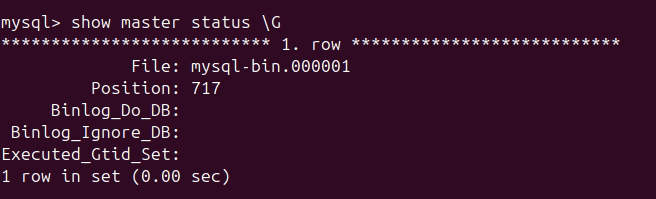 mysql> show master status \G
*************************** 1. row ***************************
File: mysql-bin.000001
Position: 717
Binlog_Do_DB:
Binlog_Ignore_DB:
Executed_Gtid_Set:
1 row in set (0.00 sec)